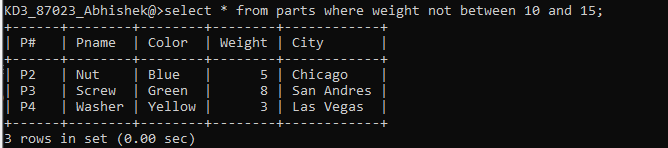 KD3_87023_Abhishek@>select * from parts where weight not between 10 and 15;
+------+--------+--------+--------+------------+
| P#   | Pname  | Color  | Weight | City       |
+------+--------+--------+--------+------------+
| P2   | Nut    | Blue   |      5 | Chicago    |
| P3   | Screw  | Green  |      8 | San Andres |
| P4   | Washer | Yellow |      3 | Las Vegas  |
+------+--------+--------+--------+------------+
3 rows in set (0.00 sec)